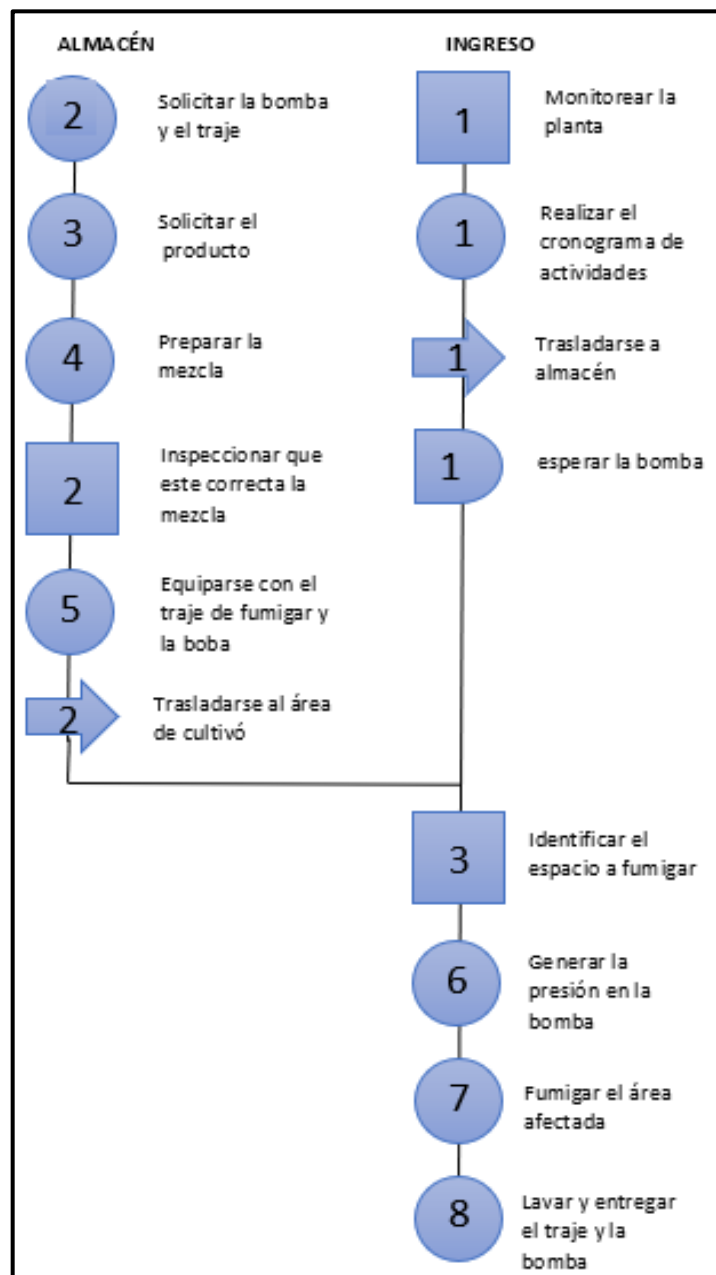 ALMACÉN
2
Solicitar la bomba
y el traje
3
Solicitar el
producto
4
Preparar la
mezcla
2
Inspeccionar que
este correcta la
mezcla
5
Equiparse con el
traje de fumigar y
la boba
2
Trasladarse al área
de cultivó
INGRESO
1
Monitorear la
planta
1
Realizar el
cronograma de
actividades
1
Trasladarse a
almacén
1
esperar la bomba
3
Identificar el
espacio a fumigar
6
Generar la
presión en la
bomba
7
Fumigar el área
afectada
8
Lavar y entregar
el traje y la
bomba